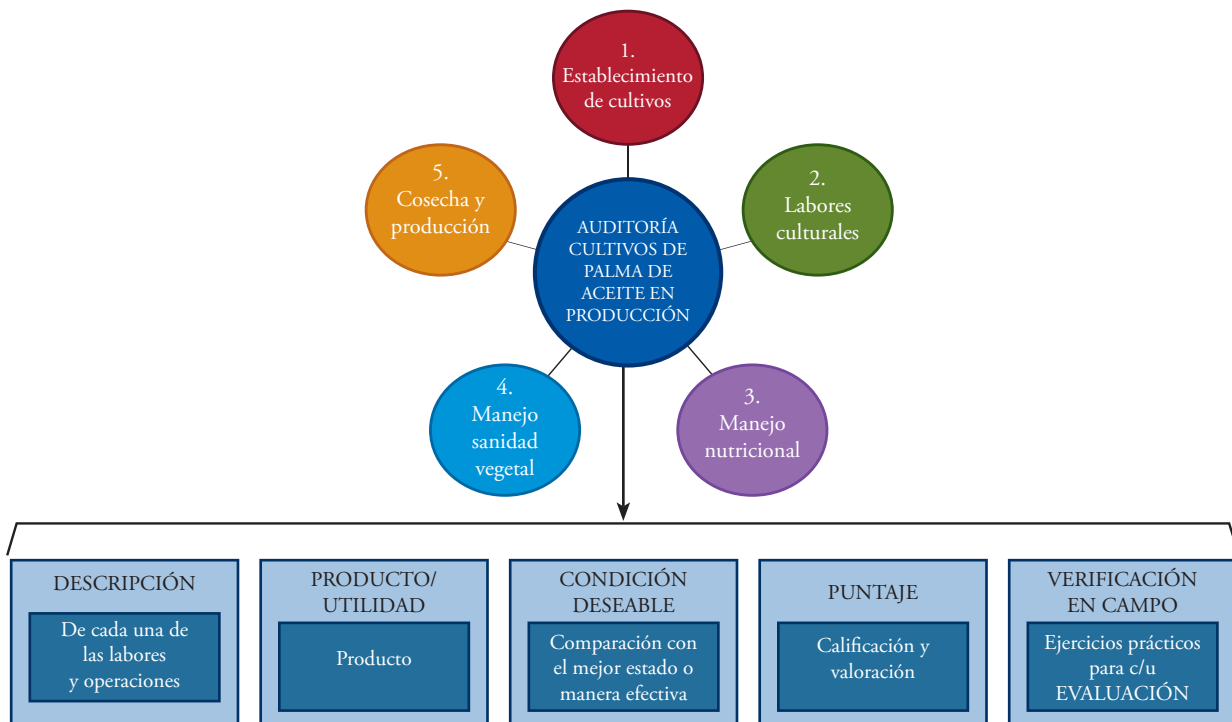 1.
Establecimiento
de cultivos
2.
Labores
culturales
3.
Manejo
nutricional
4.
Manejo
sanidad
vegetal
5.
Cosecha y
producción
AUDITORÍA
CULTIVOS DE
PALMA DE
ACEITE EN
PRODUCCIÓN
DESCRIPCIÓN
De cada una de
las labores
y operaciones
PRODUCTO/
UTILIDAD
Producto
CONDICIÓN
DESEABLE
Comparación con
el mejor estado o
manera efectiva
PUNTAJE
Calificación y
valoración
VERIFICACIÓN
EN CAMPO
Ejercicios prácticos
para c/u
EVALUACIÓN